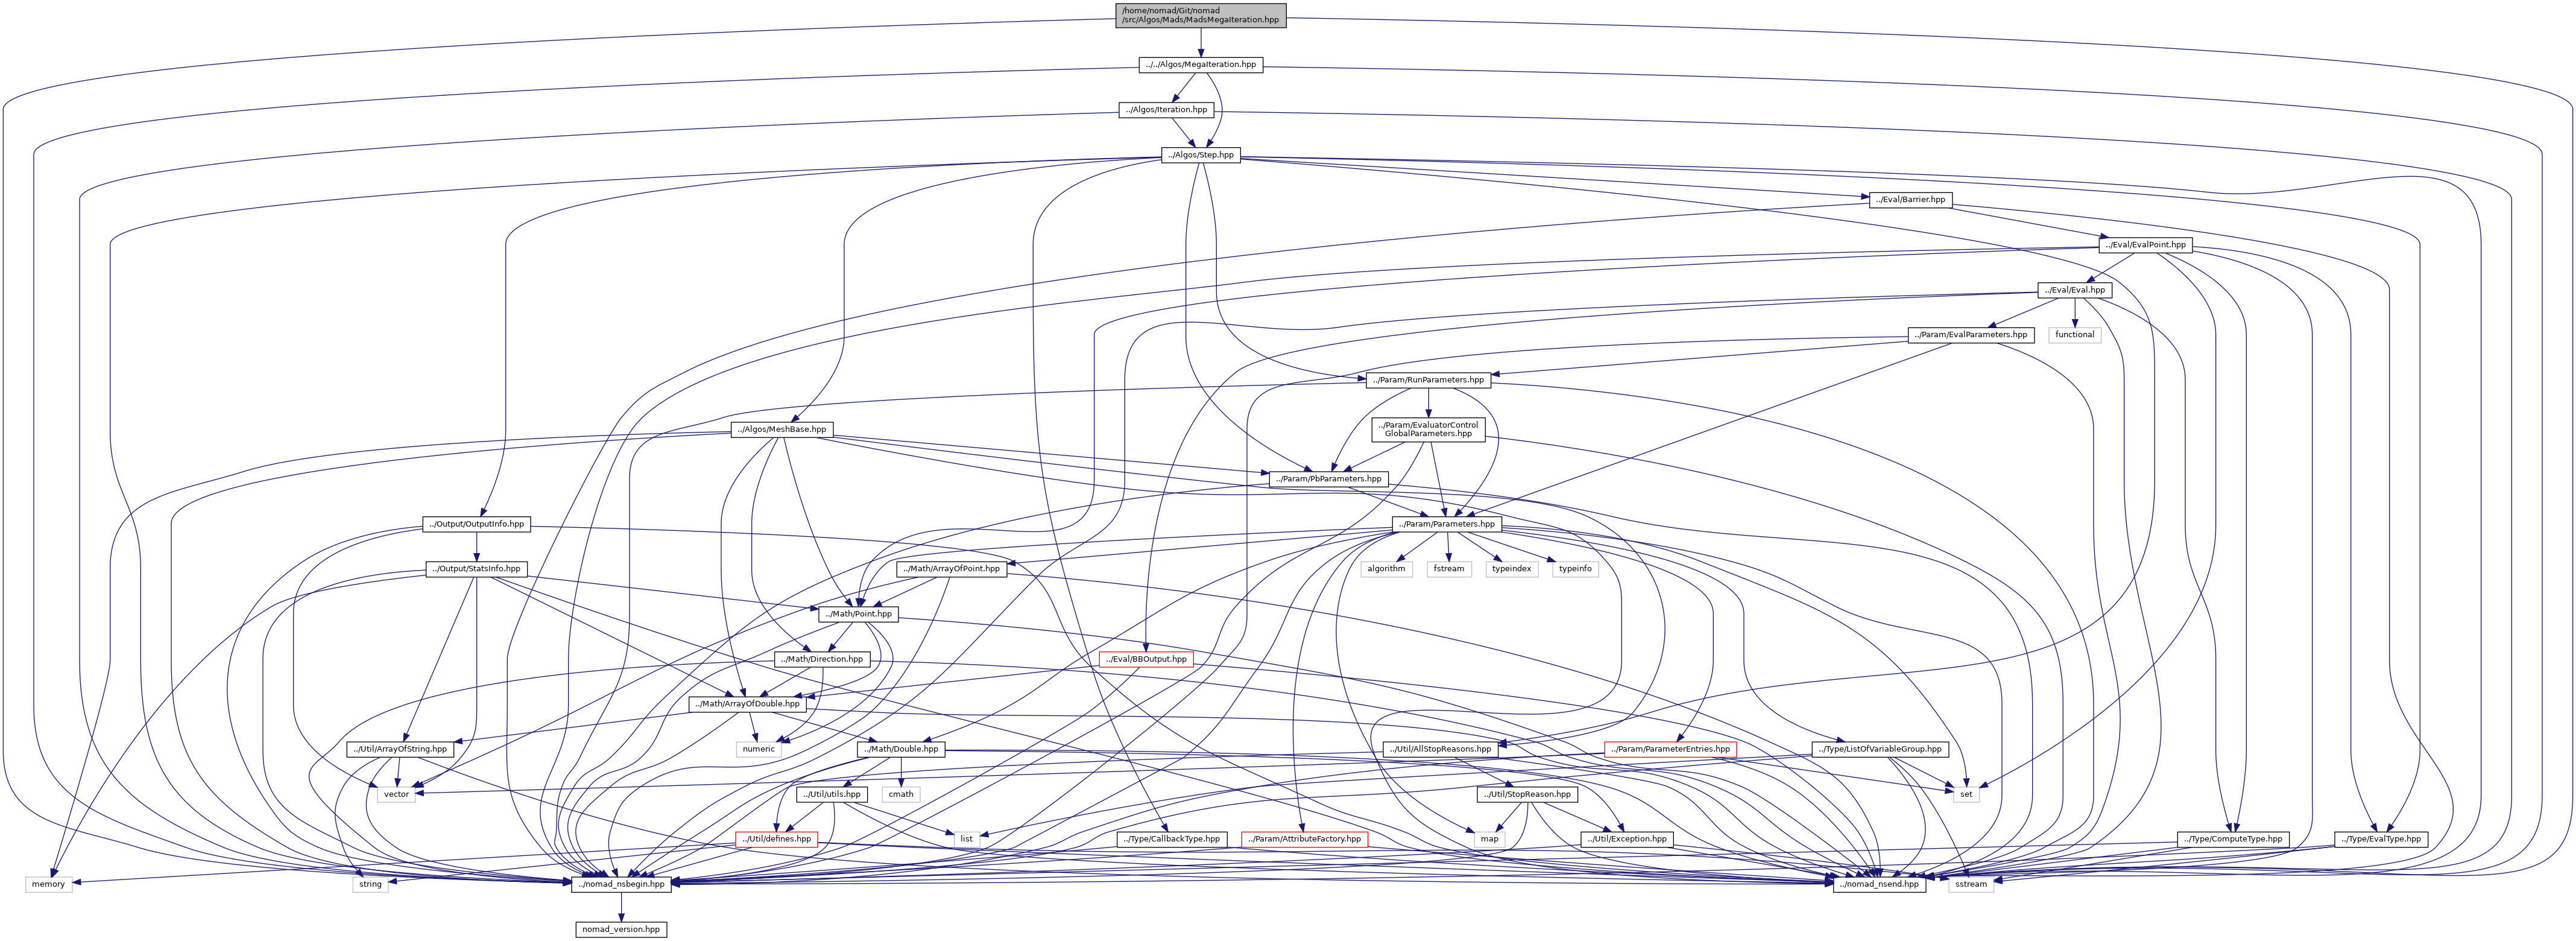 /home/nomad/Git/nomad
/src/Algos/Mads/MadsMegaIteration.hpp
../../Algos/MegaIteration.hpp
../Algos/Iteration.hpp
../Algos/Step.hpp
../Eval/Barrier.hpp
../Eval/EvalPoint.hpp
../Eval/Eval.hpp
../Param/EvalParameters.hpp
functional
../Param/RunParameters.hpp
../Algos/MeshBase.hpp
../Param/EvaluatorControl
GlobalParameters.hpp
../Param/PbParameters.hpp
../Output/OutputInfo.hpp
../Param/Parameters.hpp
../Output/StatsInfo.hpp
../Math/ArrayOfPoint.hpp
algorithm
fstream
typeindex
typeinfo
../Math/Point.hpp
../Math/Direction.hpp
../Eval/BBOutput.hpp
../Math/ArrayOfDouble.hpp
../Util/ArrayOfString.hpp
numeric
../Math/Double.hpp
../Util/AllStopReasons.hpp
../Param/ParameterEntries.hpp
../Type/ListOfVariableGroup.hpp
vector
../Util/utils.hpp
cmath
../Util/StopReason.hpp
set
../Util/defines.hpp
list
../Type/CallbackType.hpp
../Param/AttributeFactory.hpp
map
../Util/Exception.hpp
../Type/ComputeType.hpp
../Type/EvalType.hpp
memory
string
../nomad_nsbegin.hpp
../nomad_nsend.hpp
sstream
nomad_version.hpp